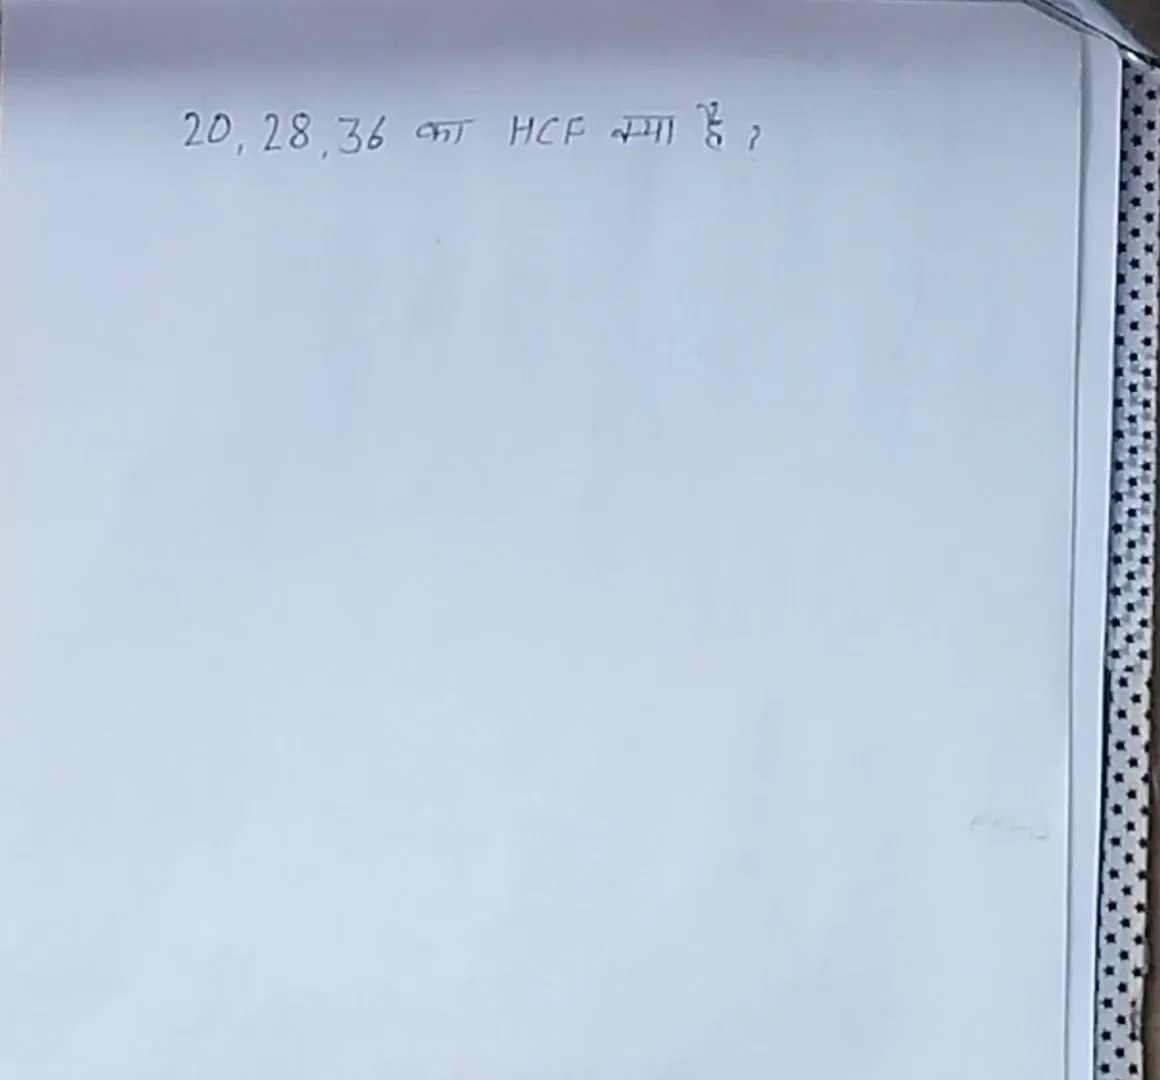 20, 28, 36 का HCF क्या है ?